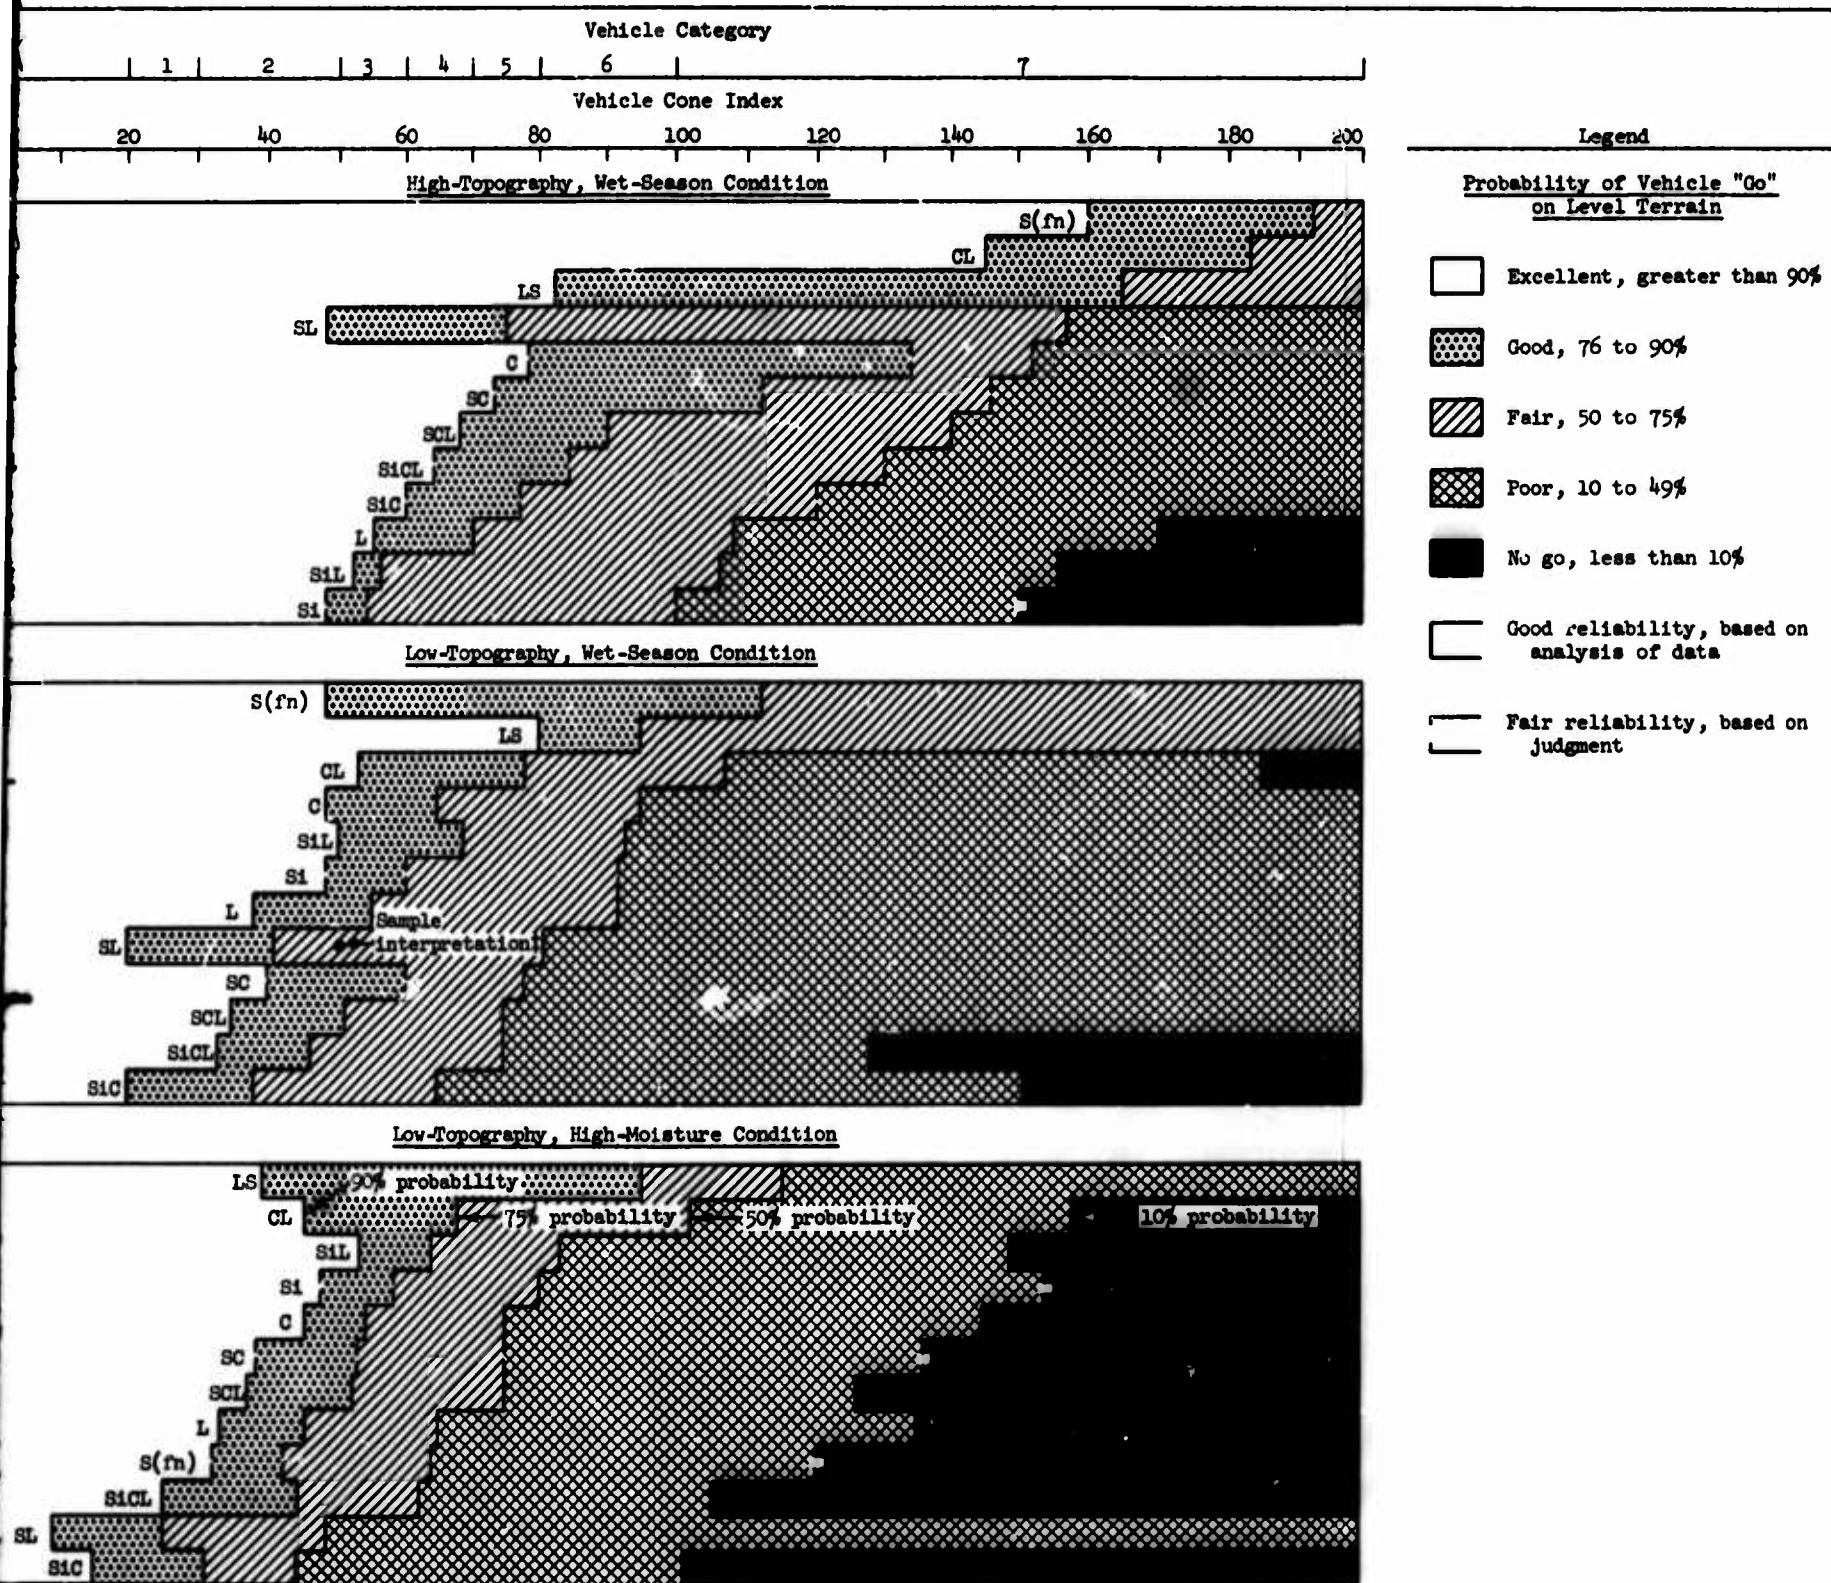 Vehicle Category
1 2 3 4 5 6 7
Vehicle Cone Index
20 40 60 80 100 120 140 160 180 200
High-Topography, Wet-Season Condition
S(fn)
CL
LS
SL
C
SC
SCL
SiCL
SiC
L
SiL
Si
Low-Topography, Wet-Season Condition
S(fn)
LS
CL
C
SiL
Si
L
Sample
SL interpretation
SC
SCL
SiCL
SiC
Low-Topography, High-Moisture Condition
LS 90% probability
CL 75% probability 50% probability 10% probability
SiL
Si
C
SC
SCL
L
S(fn)
SiCL
SL
SiC
Legend
Probability of Vehicle "Go"
on Level Terrain
Excellent, greater than 90%
Good, 76 to 90%
Fair, 50 to 75%
Poor, 10 to 49%
No go, less than 10%
Good reliability, based on
analysis of data
Fair reliability, based on
judgment